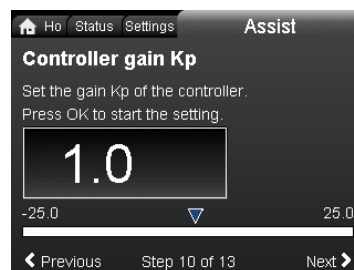 Ho Status Settings Assist
Controller gain Kp
Set the gain Kp of the controller.
Press OK to start the setting.
1.0
-25.0 25.0
Previous Step 10 of 13 Next